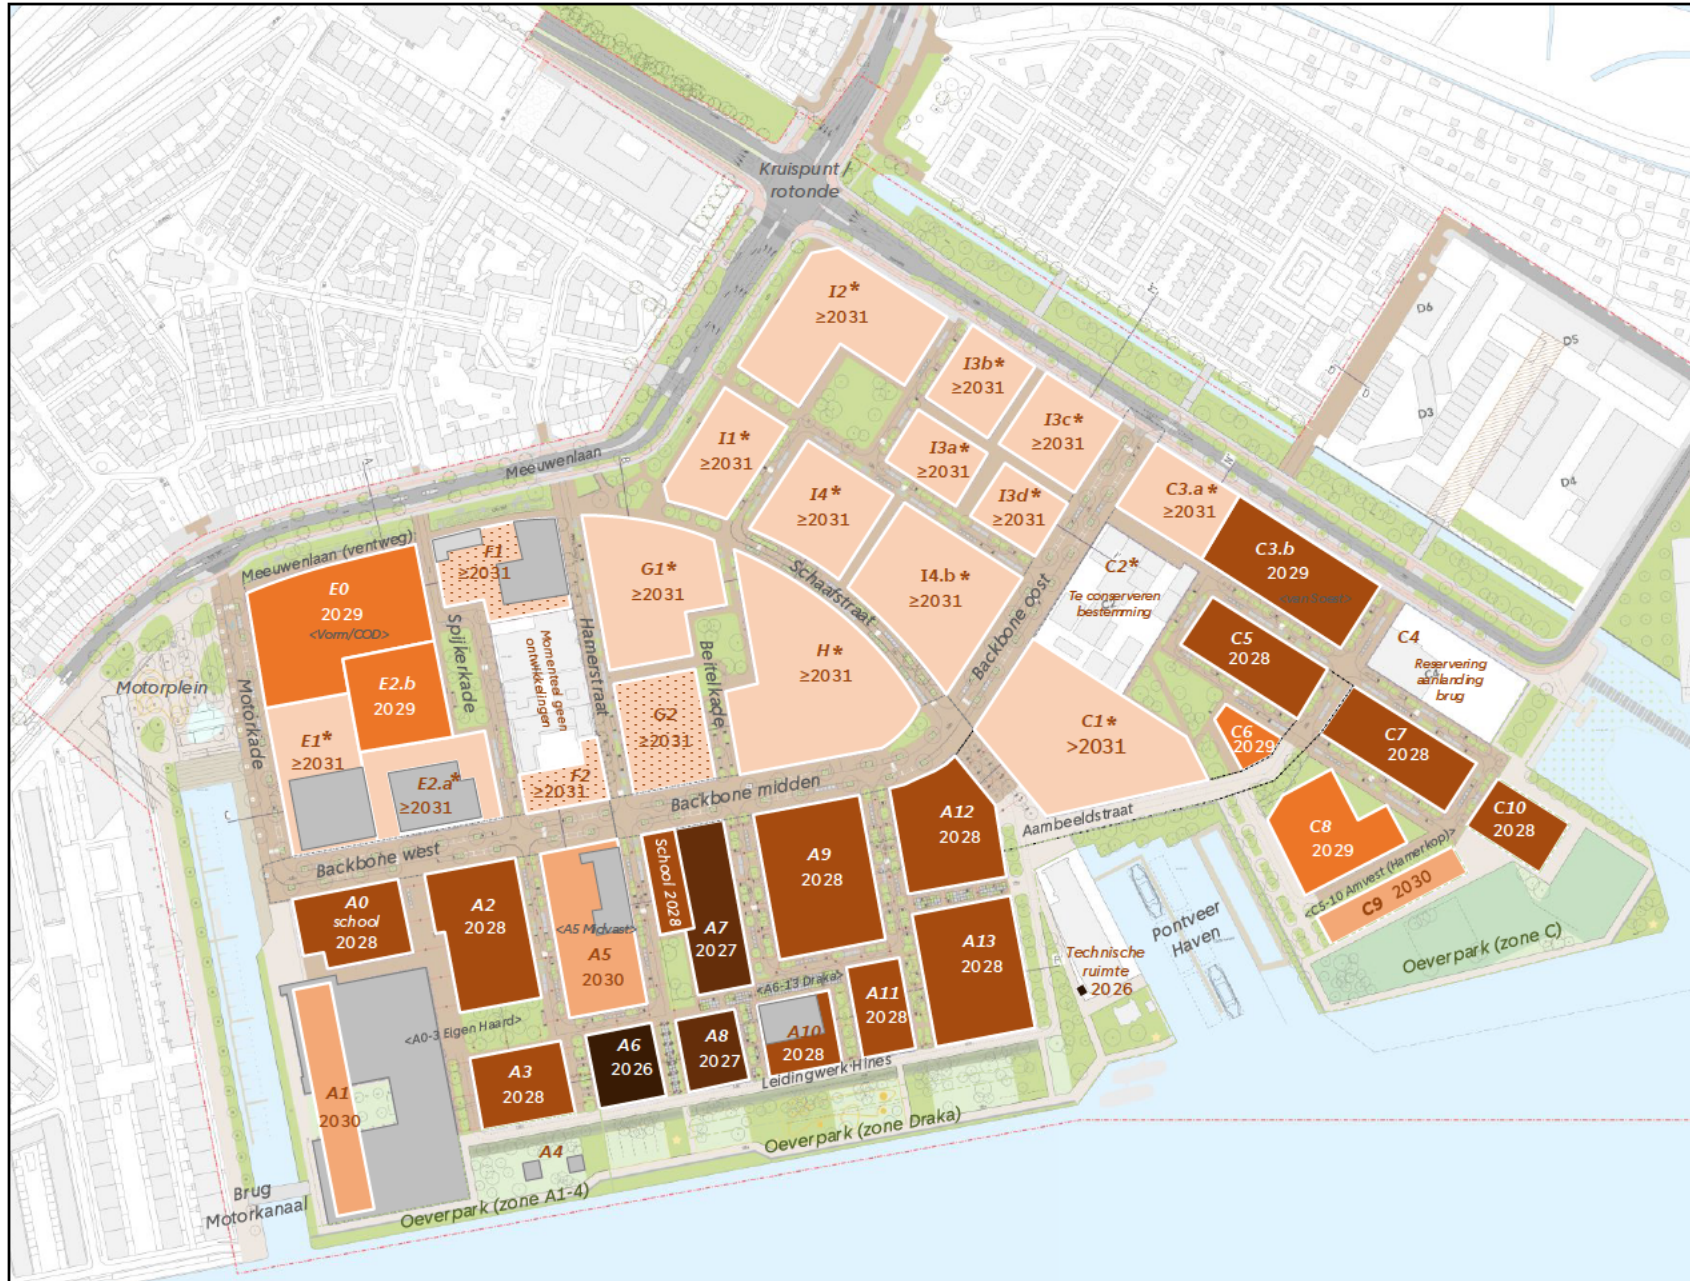 Kruispunt /
rotonde
I2*
≥2031
I3b*
≥2031
I3c*
≥2031
I1*
≥2031
I3a*
≥2031
I4*
≥2031
I3d*
≥2031
I4.b*
≥2031
C3.a*
≥2031
C3.b
2029
<van Soest>
D6
D5
D3
D4
Meeuwenlaan
Meeuwenlaan (ventweg)
E0
2029
<Vorm/COD>
E2.b
2029
E1*
≥2031
E2.a*
≥2031
F1
≥2031
Momenteel geen
ontwikkelingen
F2
≥2031
G1*
≥2031
G2
≥2031
H*
≥2031
Motorplein
Motorkade
Spijkerkade
Hamerstraat
Beitelkade
Schaafstraat
Backbone oost
Backbone midden
Backbone west
C2*
Te conserveren
bestemming
C1*
>2031
C5
2028
C4
Reservering
aanlanding
brug
C6
2029
C7
2028
C8
2029
C10
2028
<C5-10 Amvest (Hamerkop)>
C9 2030
Aambeeldstraat
Oeverpark (zone C)
Pontveer
Haven
Technische
ruimte
2026
A0
school
2028
A2
2028
<A5 Midvast>
A5
2030
School 2028
A7
2027
A9
2028
A12
2028
A13
2028
<A6-13 Draka>
A11
2028
A10
2028
A8
2027
A6
2026
A3
2028
<A0-3 Eigen Haard>
A1
2030
A4
Leidingwerk Hines
Oeverpark (zone Draka)
Oeverpark (zone A1-4)
Brug
Motorkanaal